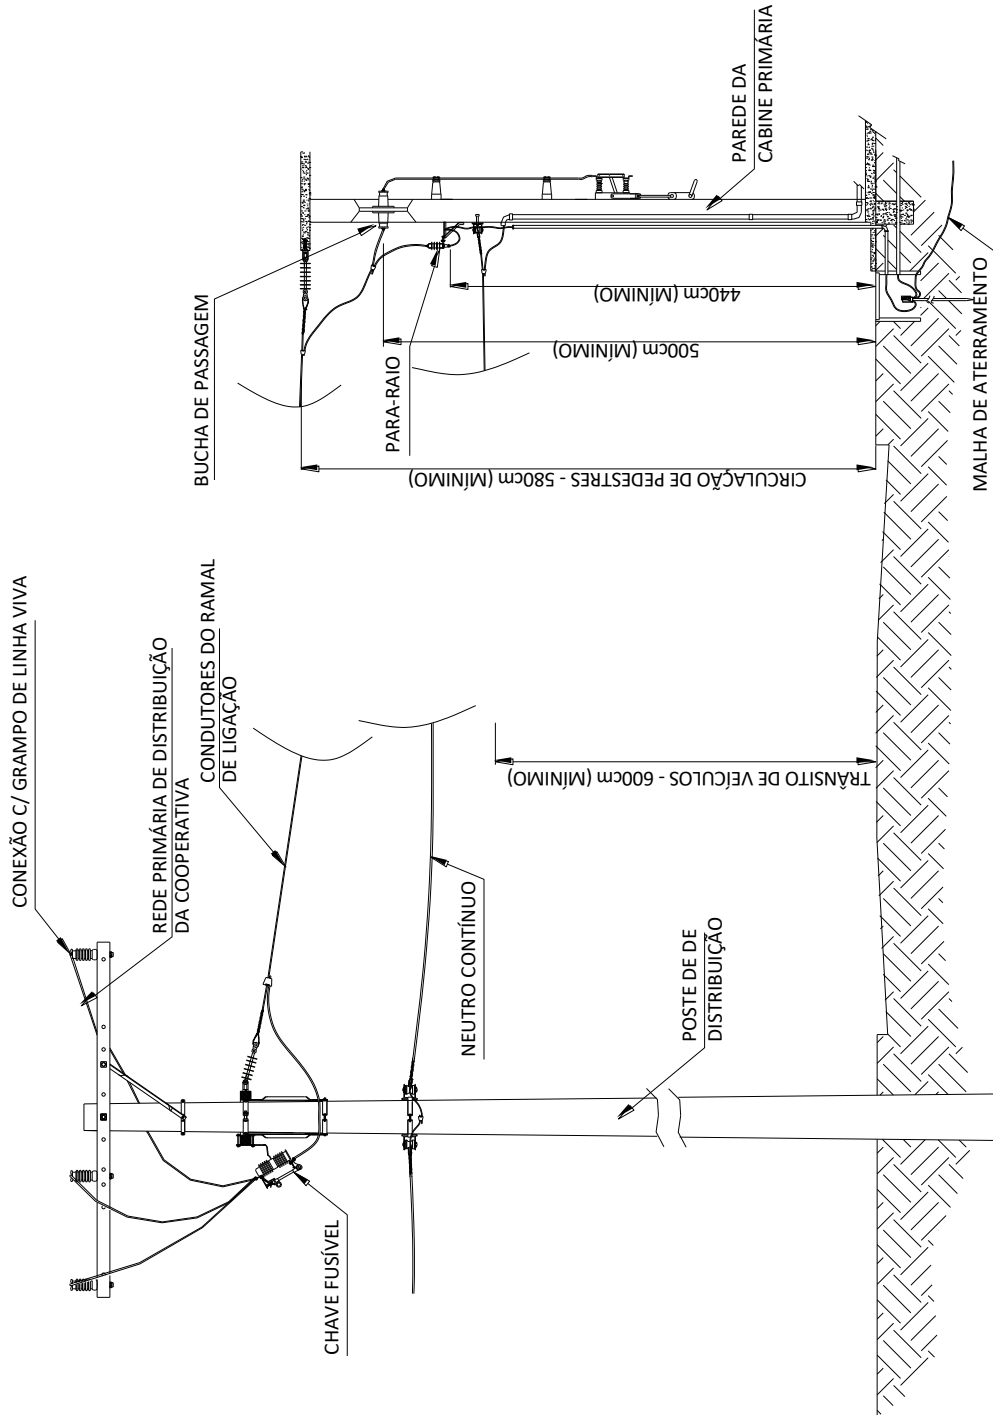 CONEXÃO C/ GRAMPO DE LINHA VIVA
REDE PRIMÁRIA DE DISTRIBUIÇÃO
DA COOPERATIVA
CONDUTORES DO RAMAL
DE LIGAÇÃO
BUCHA DE PASSAGEM
PARA-RAIO
PAREDE DA
CABINE PRIMÁRIA
CHAVE FUSÍVEL
NEUTRO CONTÍNUO
POSTE DE DE
DISTRIBUIÇÃO
TRÂNSITO DE VEÍCULOS - 600cm (MÍNIMO)
CIRCULAÇÃO DE PEDESTRES - 580cm (MÍNIMO)
500cm (MÍNIMO)
440cm (MÍNIMO)
MALHA DE ATERRAMENTO